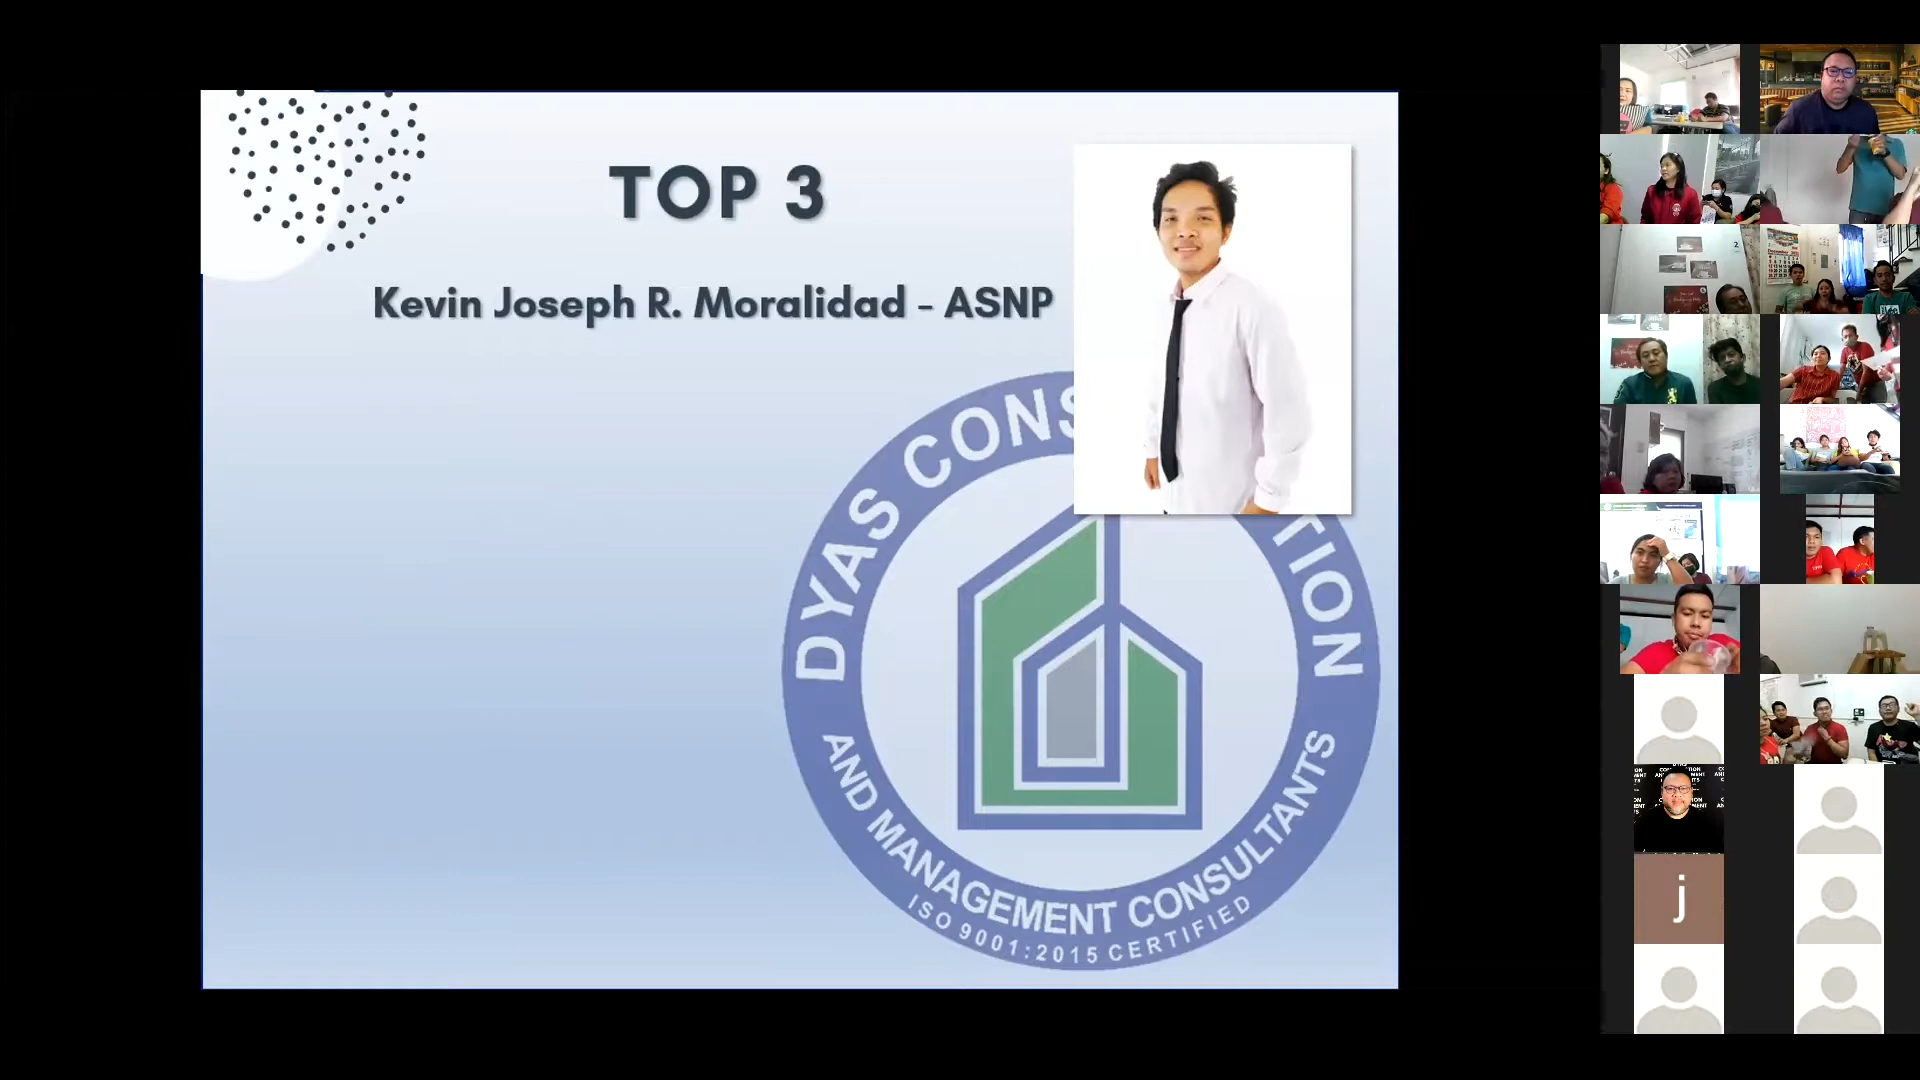 TOP 3
Kevin Joseph R. Moralidad - ASNP
DYAS CONS TION
AND MANAGEMENT CONSULTANTS
ISO 9001:2015 CERTIFIED
j